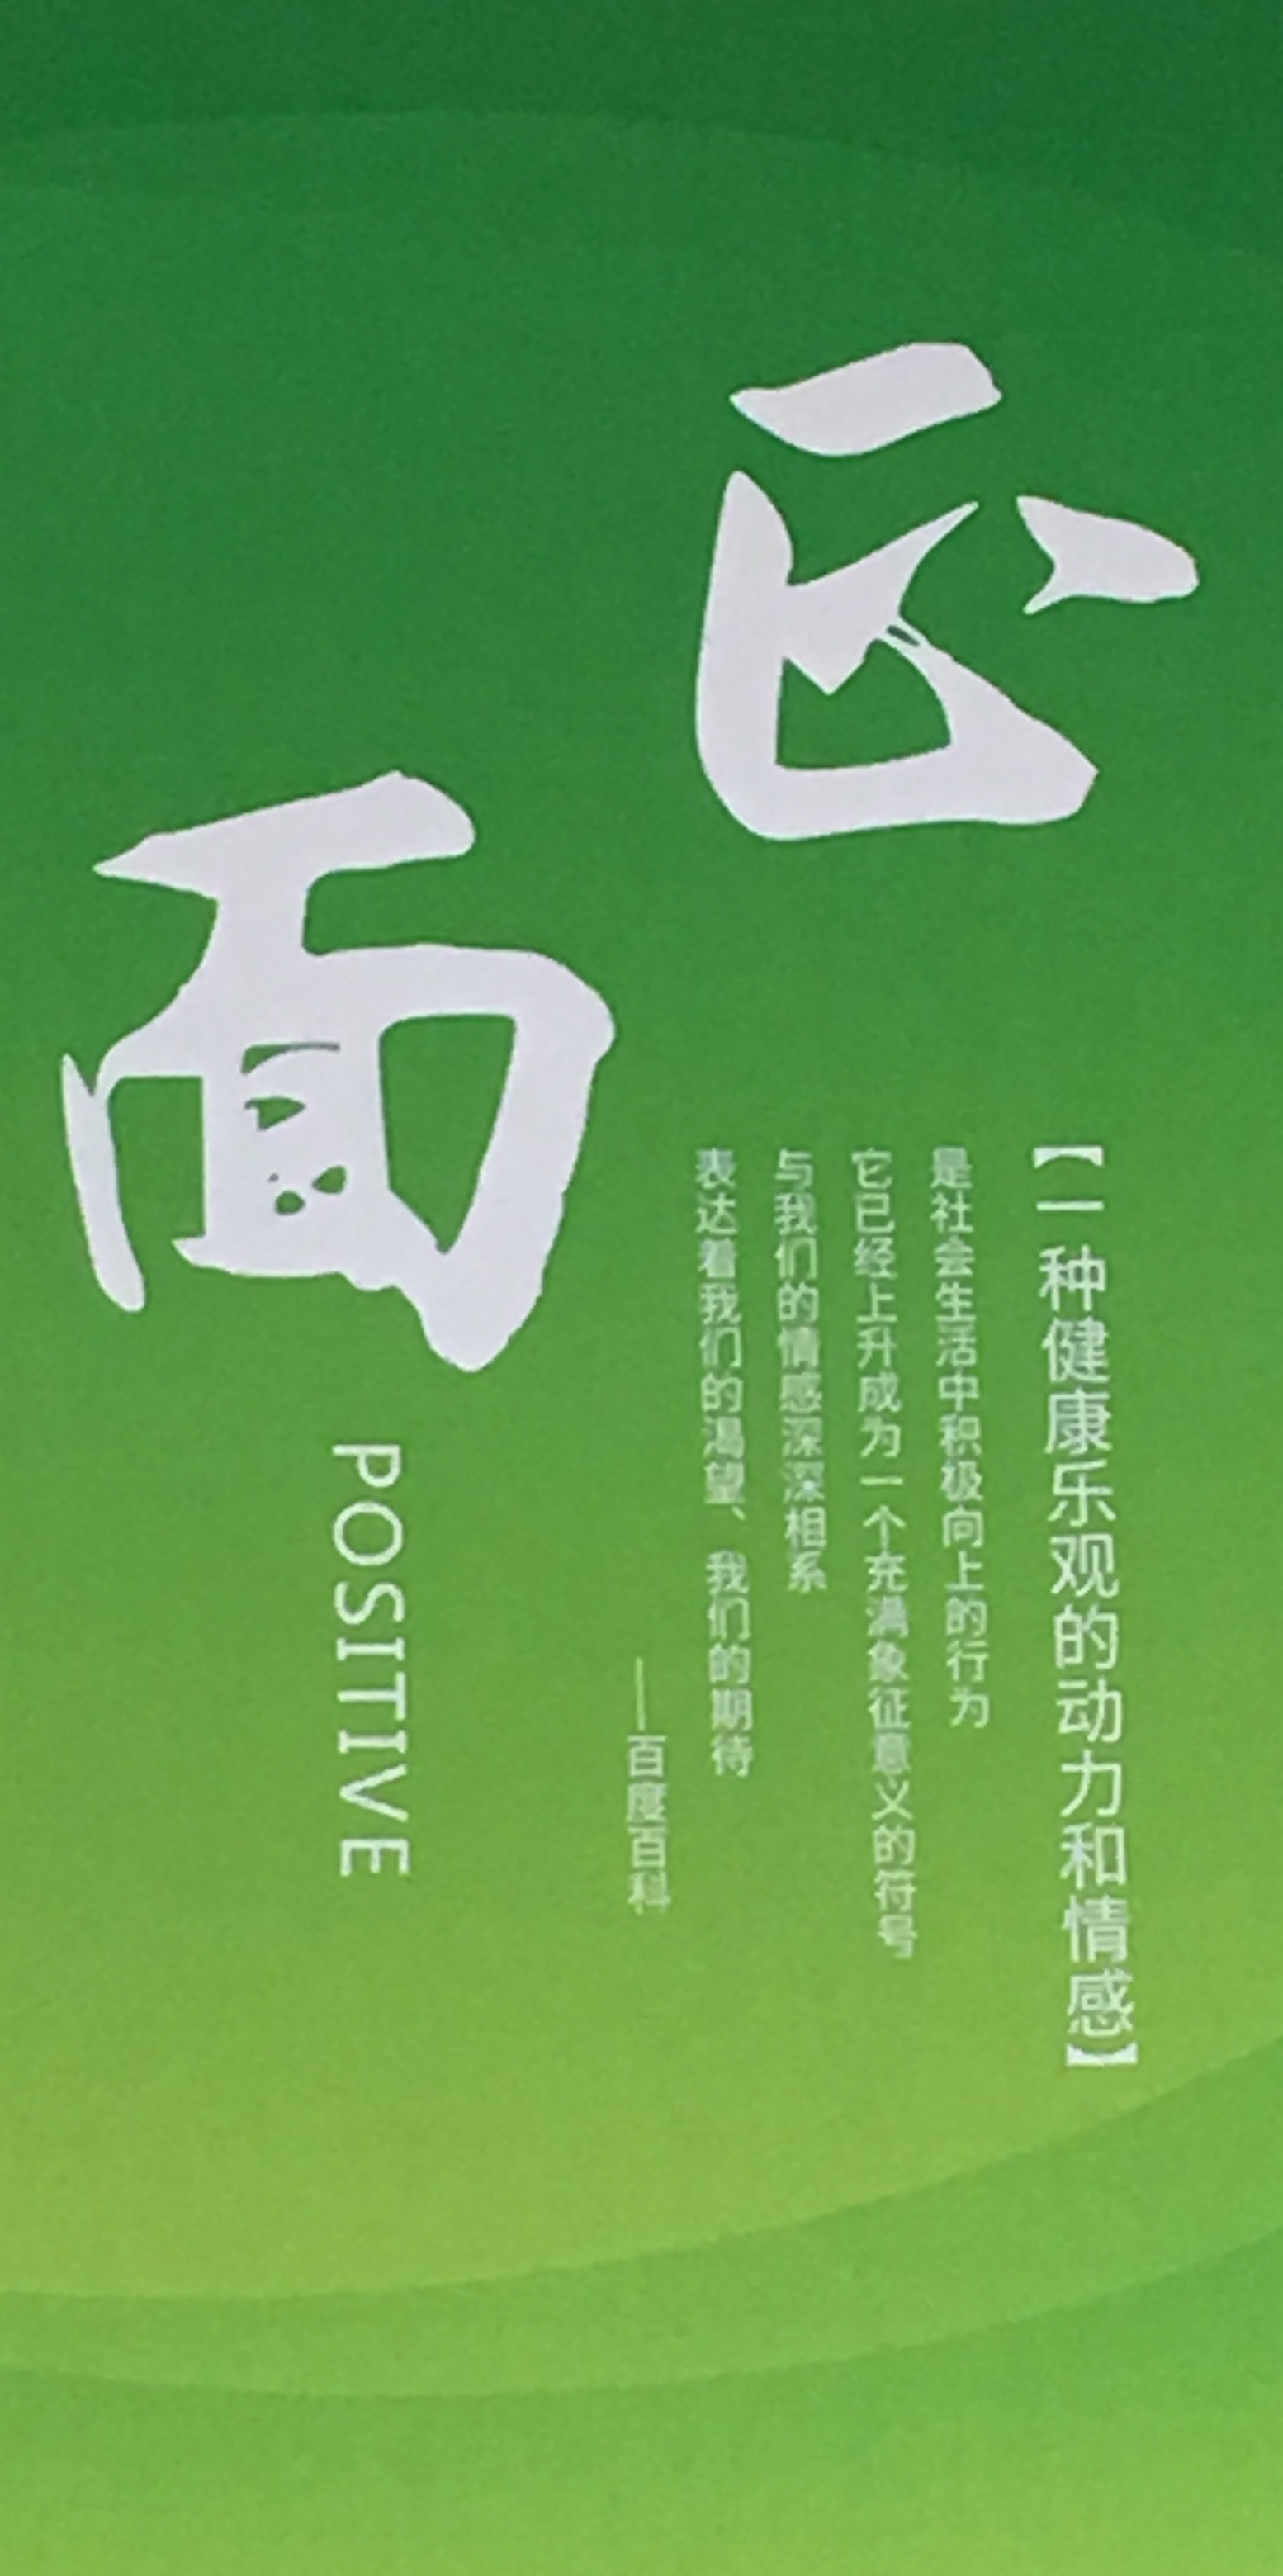 正面
【一种健康乐观的动力和情感】
是社会生活中积极向上的行为
它已经上升成为一个充满象征意义的符号
与我们的情感深深相系
表达着我们的渴望、我们的期待
——百度百科
POSITIVE